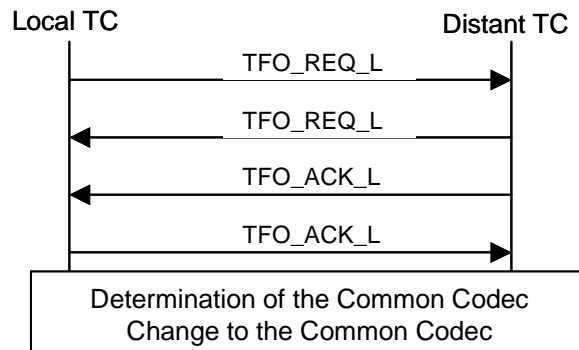 Local TC
Distant TC
TFO_REQ_L
TFO_REQ_L
TFO_ACK_L
TFO_ACK_L
Determination of the Common Codec
Change to the Common Codec